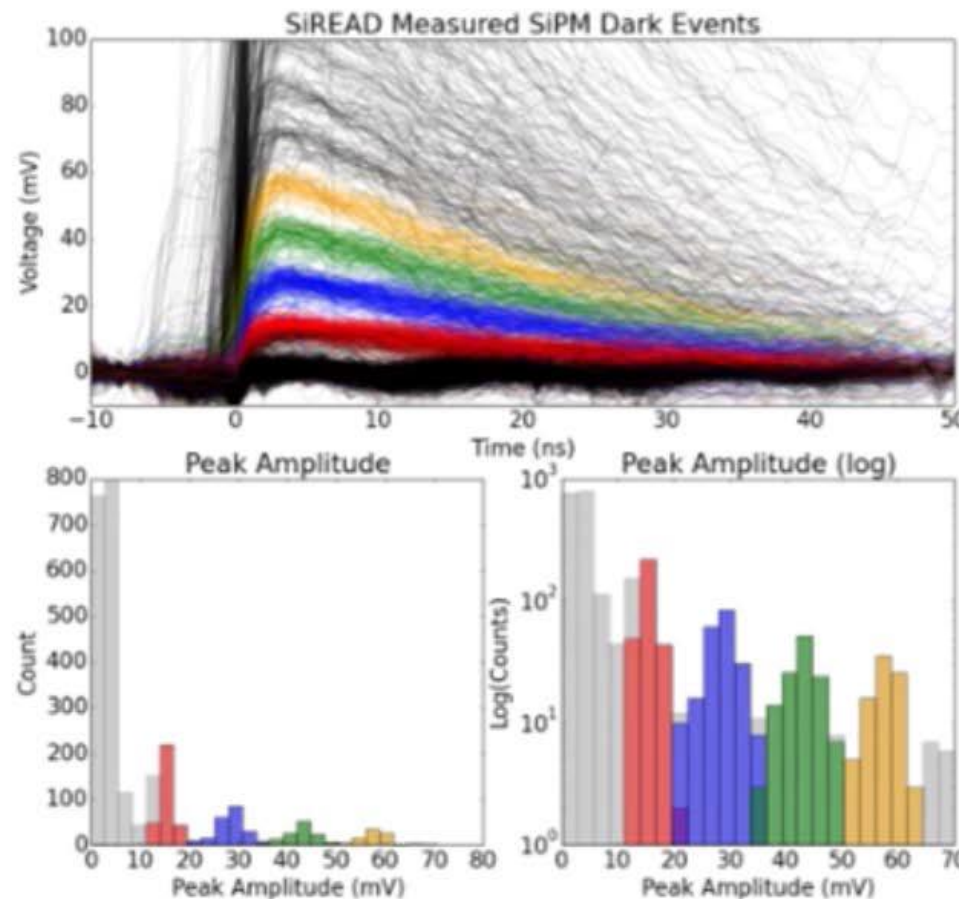 SiREAD Measured SiPM Dark Events
100
80
60
40
20
0
Voltage (mV)
−10 0 10 20 30 40 50
Time (ns)
Peak Amplitude
800
700
600
500
400
300
200
100
0
Count
0 10 20 30 40 50 60 70 80
Peak Amplitude (mV)
Peak Amplitude (log)
10³
10²
10¹
10⁰
Log(Counts)
0 10 20 30 40 50 60 70
Peak Amplitude (mV)